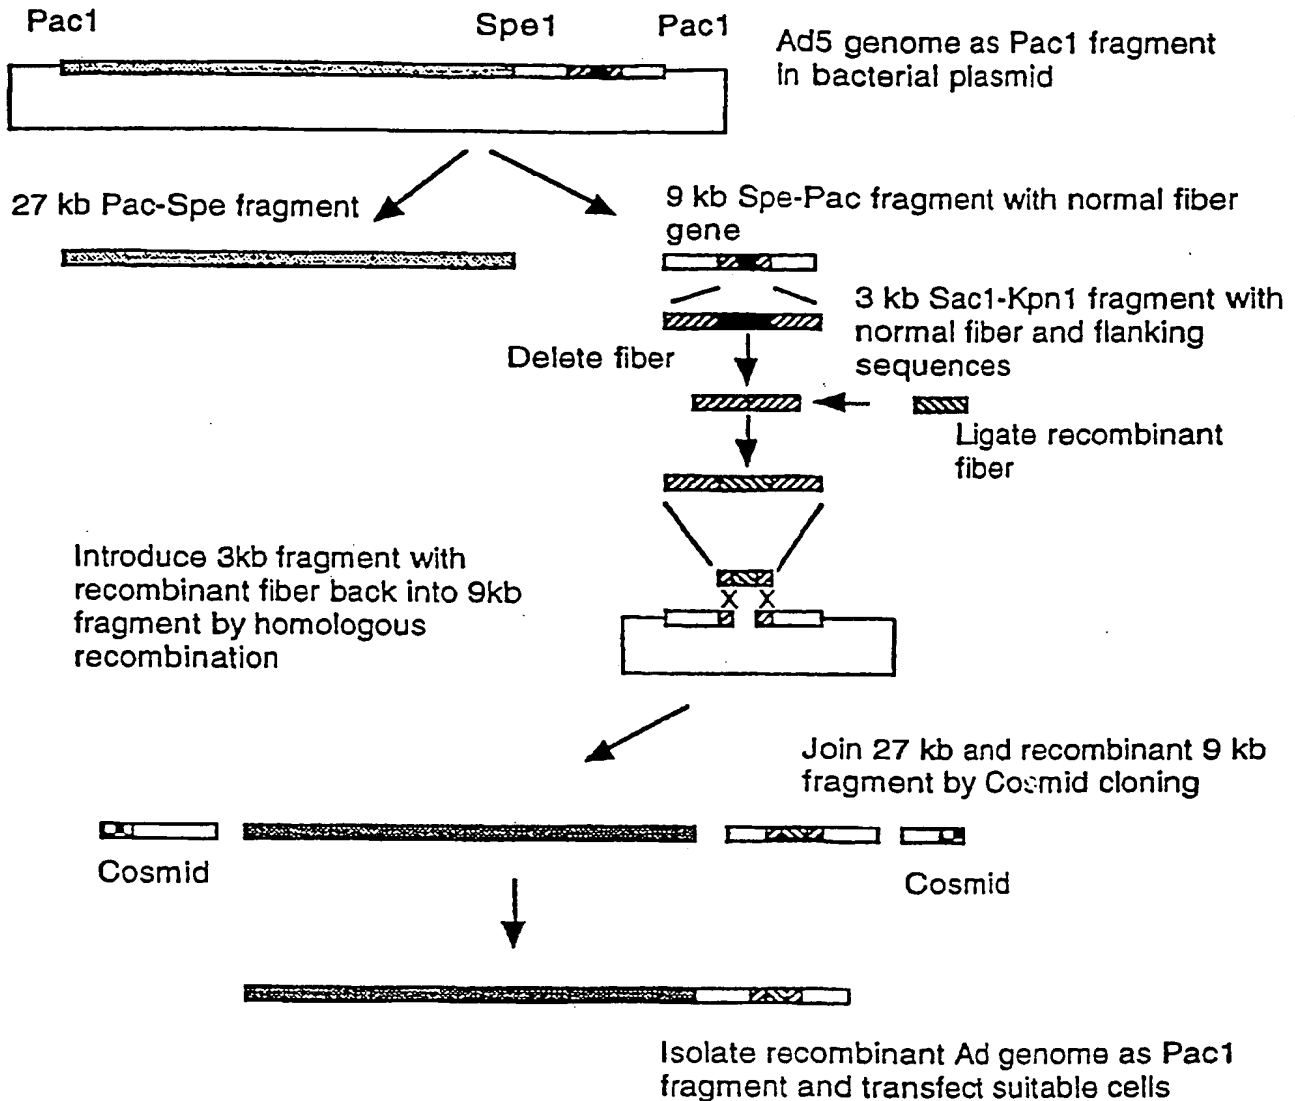 Pac1
Spe1
Pac1
Ad5 genome as Pac1 fragment
in bacterial plasmid
27 kb Pac-Spe fragment
9 kb Spe-Pac fragment with normal fiber
gene
3 kb Sac1-Kpn1 fragment with
normal fiber and flanking
sequences
Delete fiber
Ligate recombinant
fiber
Introduce 3kb fragment with
recombinant fiber back into 9kb
fragment by homologous
recombination
X X
Join 27 kb and recombinant 9 kb
fragment by Cosmid cloning
Cosmid
Cosmid
Isolate recombinant Ad genome as Pac1
fragment and transfect suitable cells